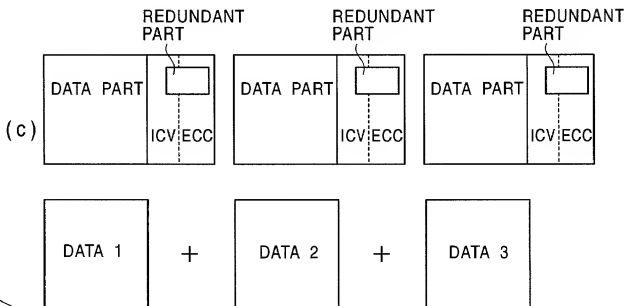 REDUNDANT PART REDUNDANT PART REDUNDANT PART
(c) DATA PART ICV ECC DATA PART ICV ECC DATA PART ICV ECC
DATA 1 + DATA 2 + DATA 3